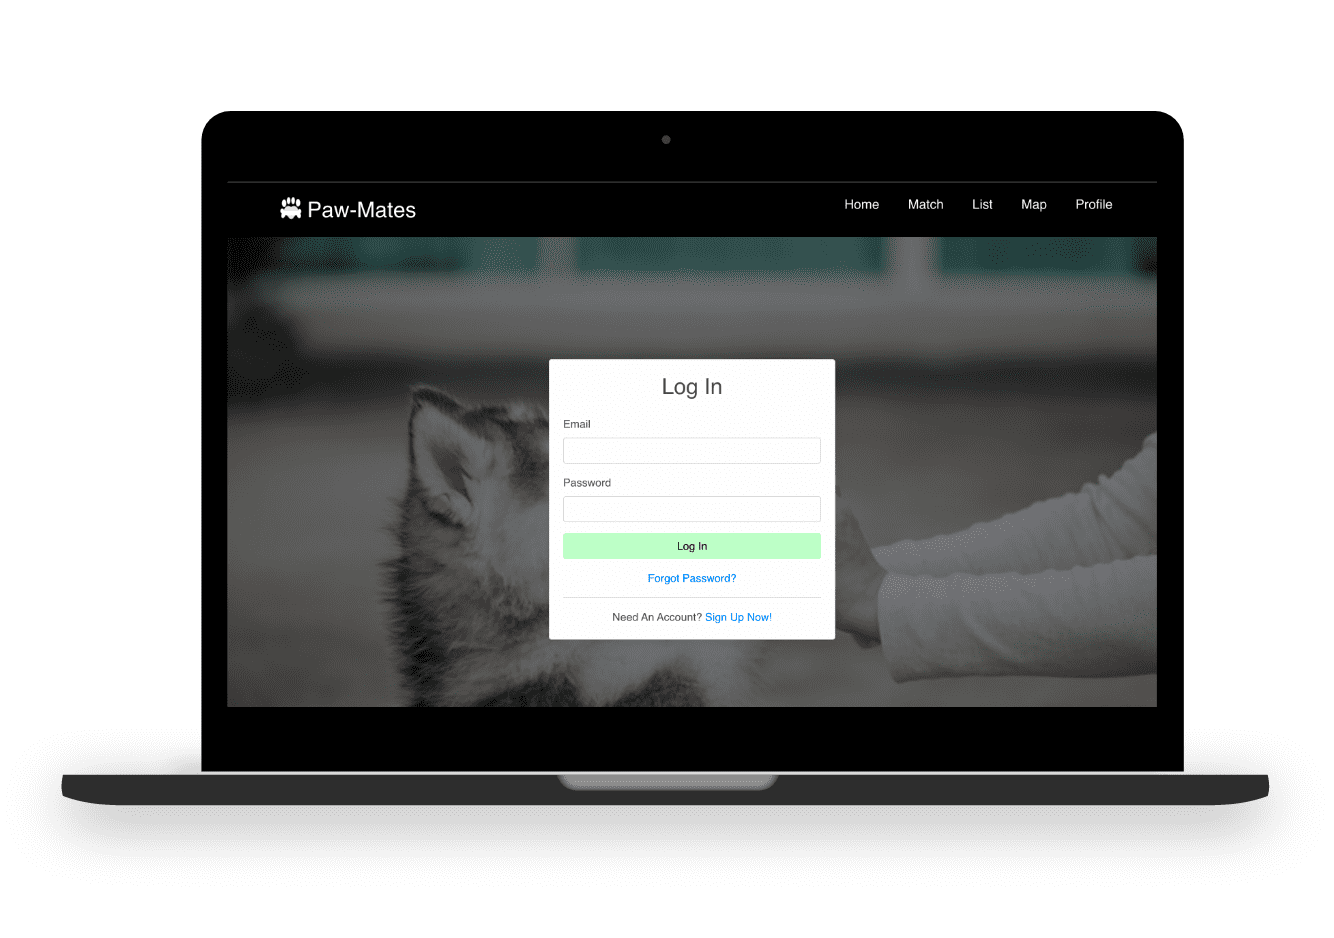 Paw-Mates
Home Match List Map Profile
Log In
Email
Password
Log In
Forgot Password?
Need An Account? Sign Up Now!